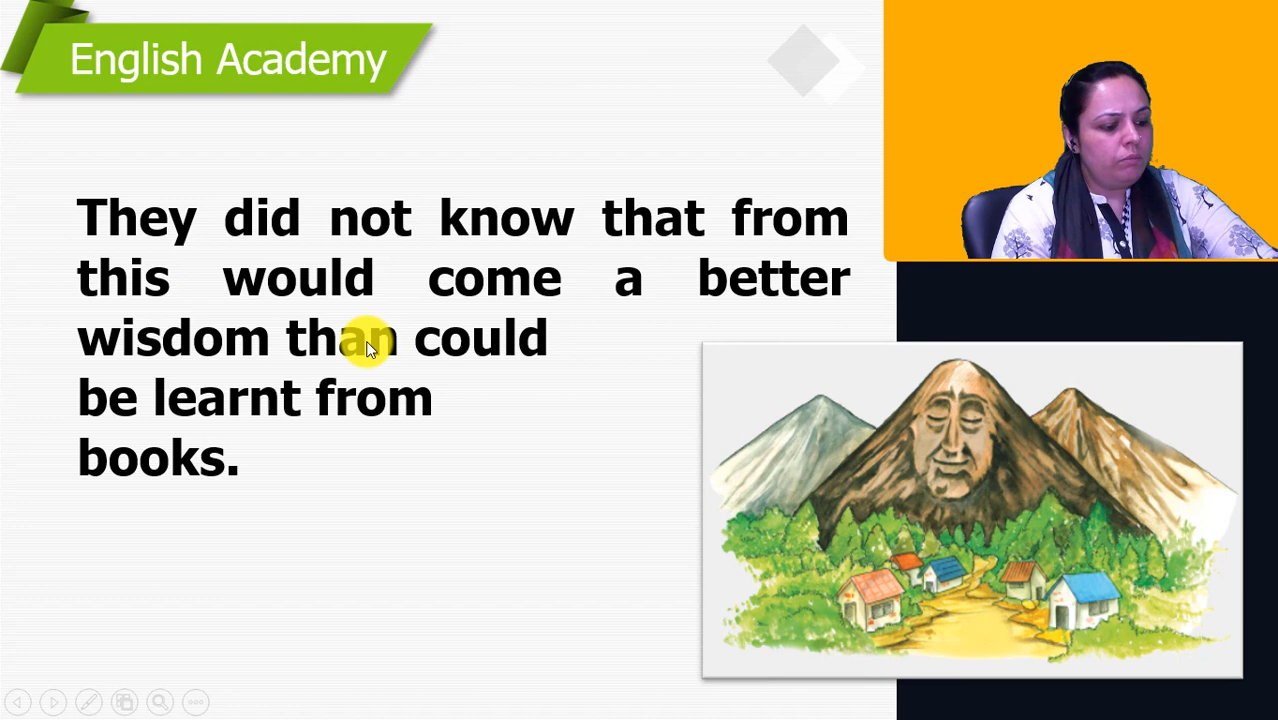 English Academy
They did not know that from
this would come a better
wisdom than could
be learnt from
books.